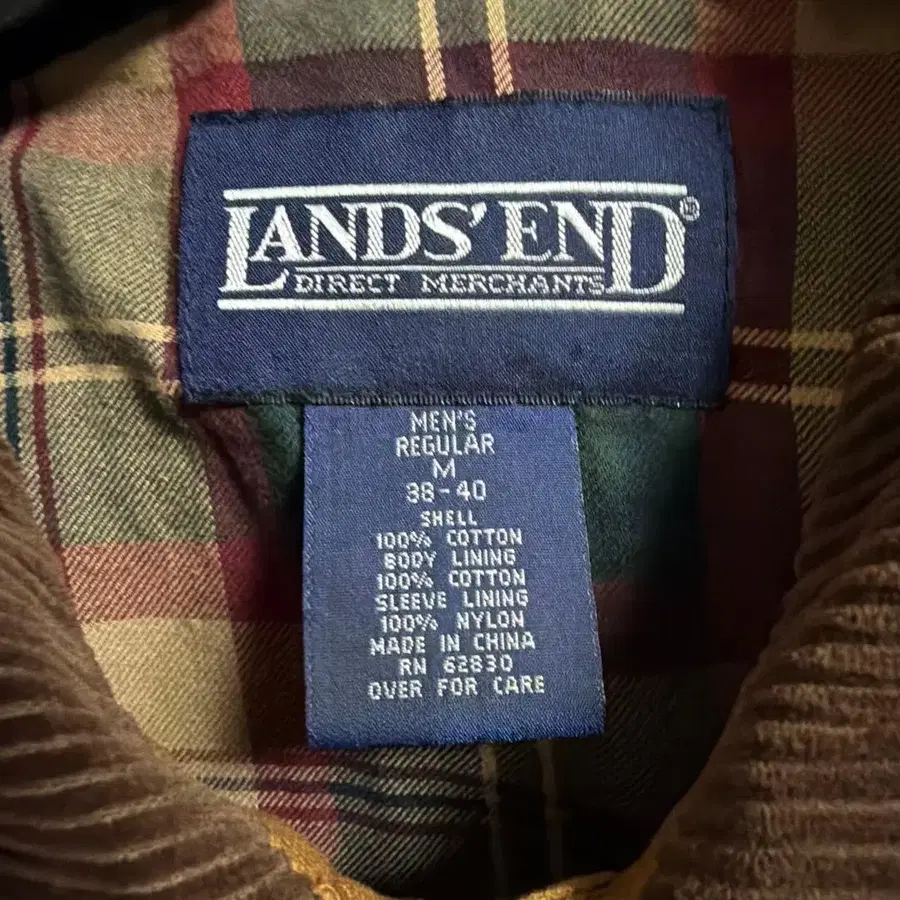 LANDS' END®
DIRECT MERCHANTS
MEN'S
REGULAR
M
38-40
SHELL
100% COTTON
BODY LINING
100% COTTON
SLEEVE LINING
100% NYLON
MADE IN CHINA
RN 62830
OVER FOR CARE